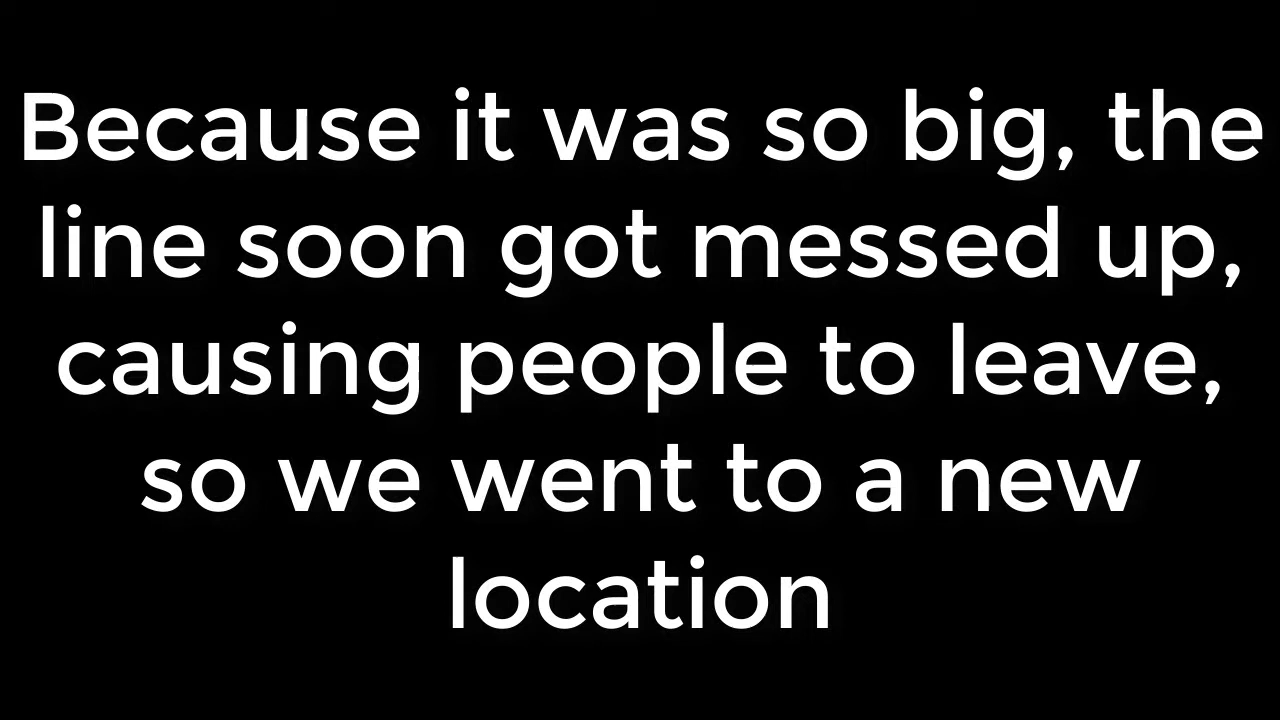 Because it was so big, the
line soon got messed up,
causing people to leave,
so we went to a new
location